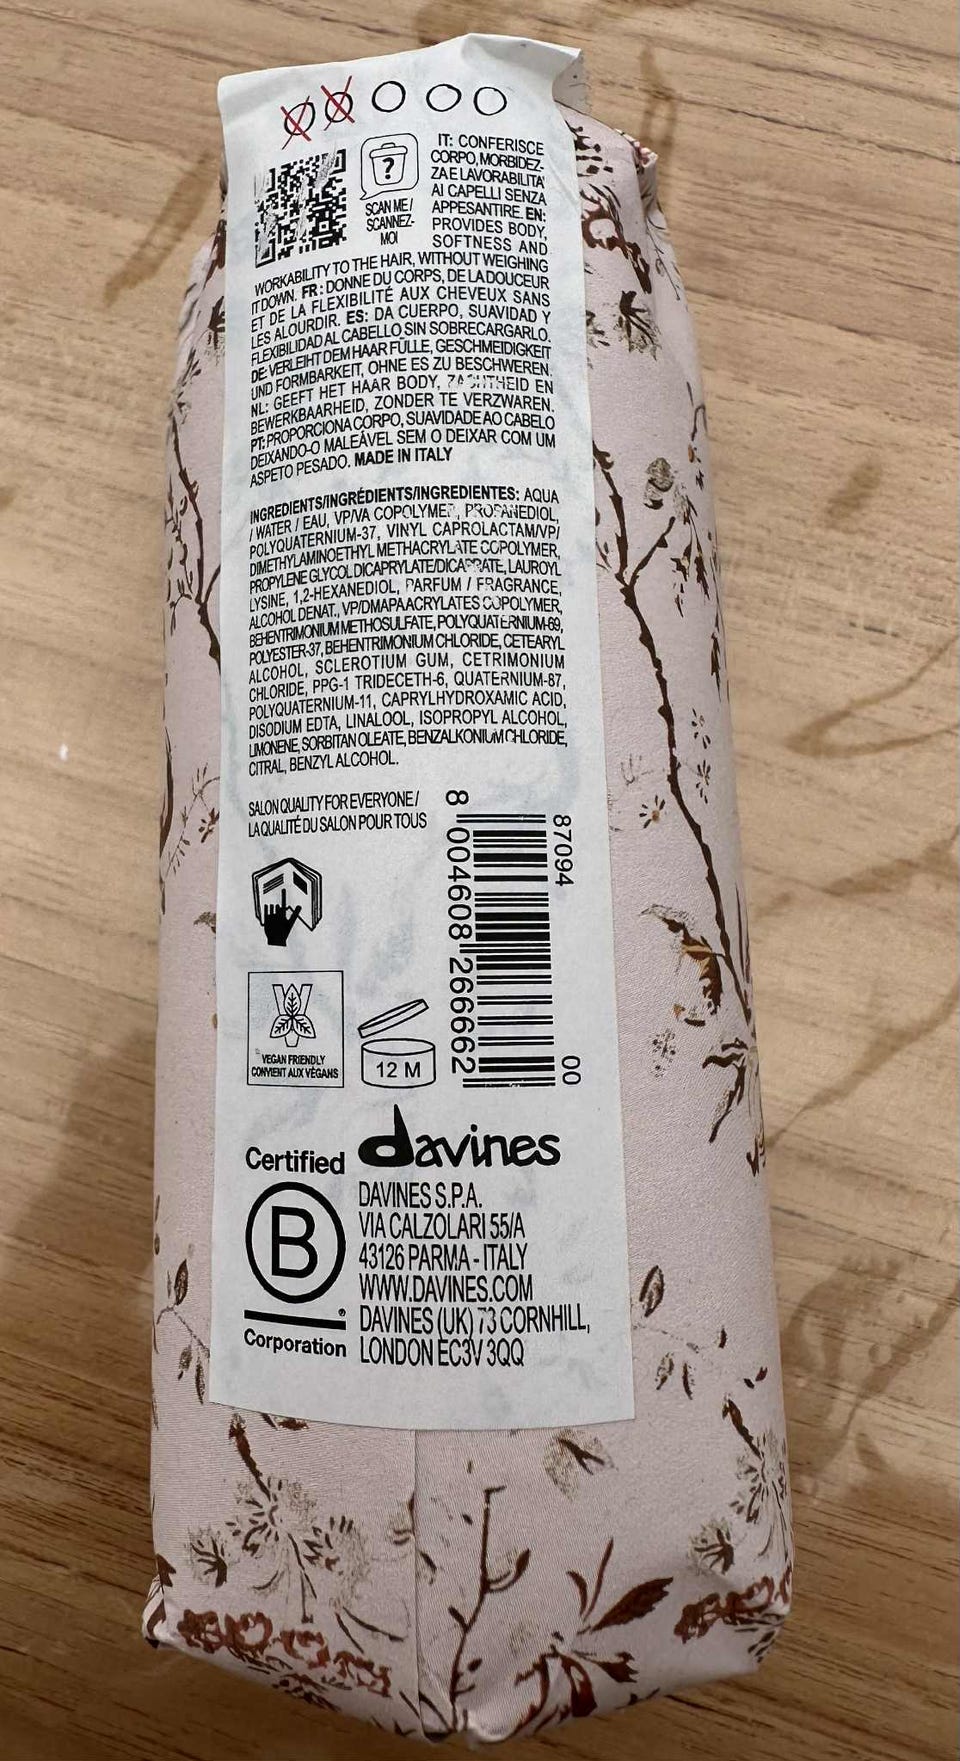 IT: CONFERISCE
CORPO, MORBIDEZ-
ZA E LAVORABILITA'
AI CAPELLI SENZA
APPESANTIRE. EN:
PROVIDES BODY,
SOFTNESS AND
?
SCAN ME /
SCANNEZ-
MOI
WORKABILITY TO THE HAIR, WITHOUT WEIGHING
IT DOWN. FR: DONNE DU CORPS, DE LA DOUCEUR
ET DE LA FLEXIBILITÉ AUX CHEVEUX SANS
LES ALOURDIR. ES: DA CUERPO, SUAVIDAD Y
FLEXIBILIDAD AL CABELLO SIN SOBRECARGARLO.
DE: VERLEIHT DEM HAAR FÜLLE, GESCHMEIDIGKEIT
UND FORMBARKEIT, OHNE ES ZU BESCHWEREN.
NL: GEEFT HET HAAR BODY, ZACHTHEID EN
BEWERKBAARHEID, ZONDER TE VERZWAREN.
PT: PROPORCIONA CORPO, SUAVIDADE AO CABELO
DEIXANDO-O MALEÁVEL SEM O DEIXAR COM UM
ASPETO PESADO. MADE IN ITALY
INGREDIENTS/INGRÉDIENTS/INGREDIENTES: AQUA
/ WATER / EAU, VP/VA COPOLYMER, PROPANEDIOL,
POLYQUATERNIUM-37, VINYL CAPROLACTAM/VP/
DIMETHYLAMINOETHYL METHACRYLATE COPOLYMER,
PROPYLENE GLYCOL DICAPRYLATE/DICAPRATE, LAUROYL
LYSINE, 1,2-HEXANEDIOL, PARFUM / FRAGRANCE,
ALCOHOL DENAT., VP/DMAPAACRYLATES COPOLYMER,
BEHENTRIMONIUM METHOSULFATE, POLYQUATERNIUM-69,
POLYESTER-37, BEHENTRIMONIUM CHLORIDE, CETEARYL
ALCOHOL, SCLEROTIUM GUM, CETRIMONIUM
CHLORIDE, PPG-1 TRIDECETH-6, QUATERNIUM-87,
POLYQUATERNIUM-11, CAPRYLHYDROXAMIC ACID,
DISODIUM EDTA, LINALOOL, ISOPROPYL ALCOHOL,
LIMONENE, SORBITAN OLEATE, BENZALKONIUM CHLORIDE,
CITRAL, BENZYL ALCOHOL.
SALON QUALITY FOR EVERYONE /
LA QUALITÉ DU SALON POUR TOUS
87094
8 004608 266662
00
VEGAN FRIENDLY
CONVIENT AUX VÉGANS
12 M
davines
Certified
B
Corporation
DAVINES S.P.A.
VIA CALZOLARI 55/A
43126 PARMA - ITALY
WWW.DAVINES.COM
DAVINES (UK) 73 CORNHILL,
LONDON EC3V 3QQ